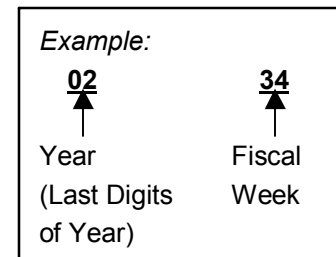 Example:
02 34
Year Fiscal
(Last Digits Week
of Year)